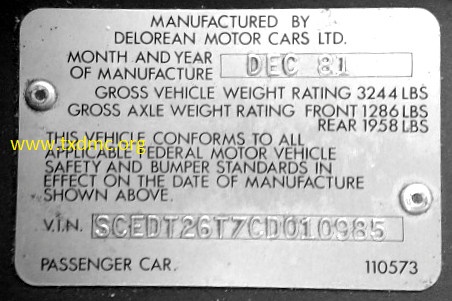 MANUFACTURED BY
DELOREAN MOTOR CARS LTD.
MONTH AND YEAR
OF MANUFACTURE DEC 81
GROSS VEHICLE WEIGHT RATING 3244 LBS
GROSS AXLE WEIGHT RATING FRONT 1286 LBS
REAR 1958 LBS
www.txdmc.org
THIS VEHICLE CONFORMS TO ALL
APPLICABLE FEDERAL MOTOR VEHICLE
SAFETY AND BUMPER STANDARDS IN
EFFECT ON THE DATE OF MANUFACTURE
SHOWN ABOVE.
V.I.N. SCEDT26T7CD010985
PASSENGER CAR. 110573